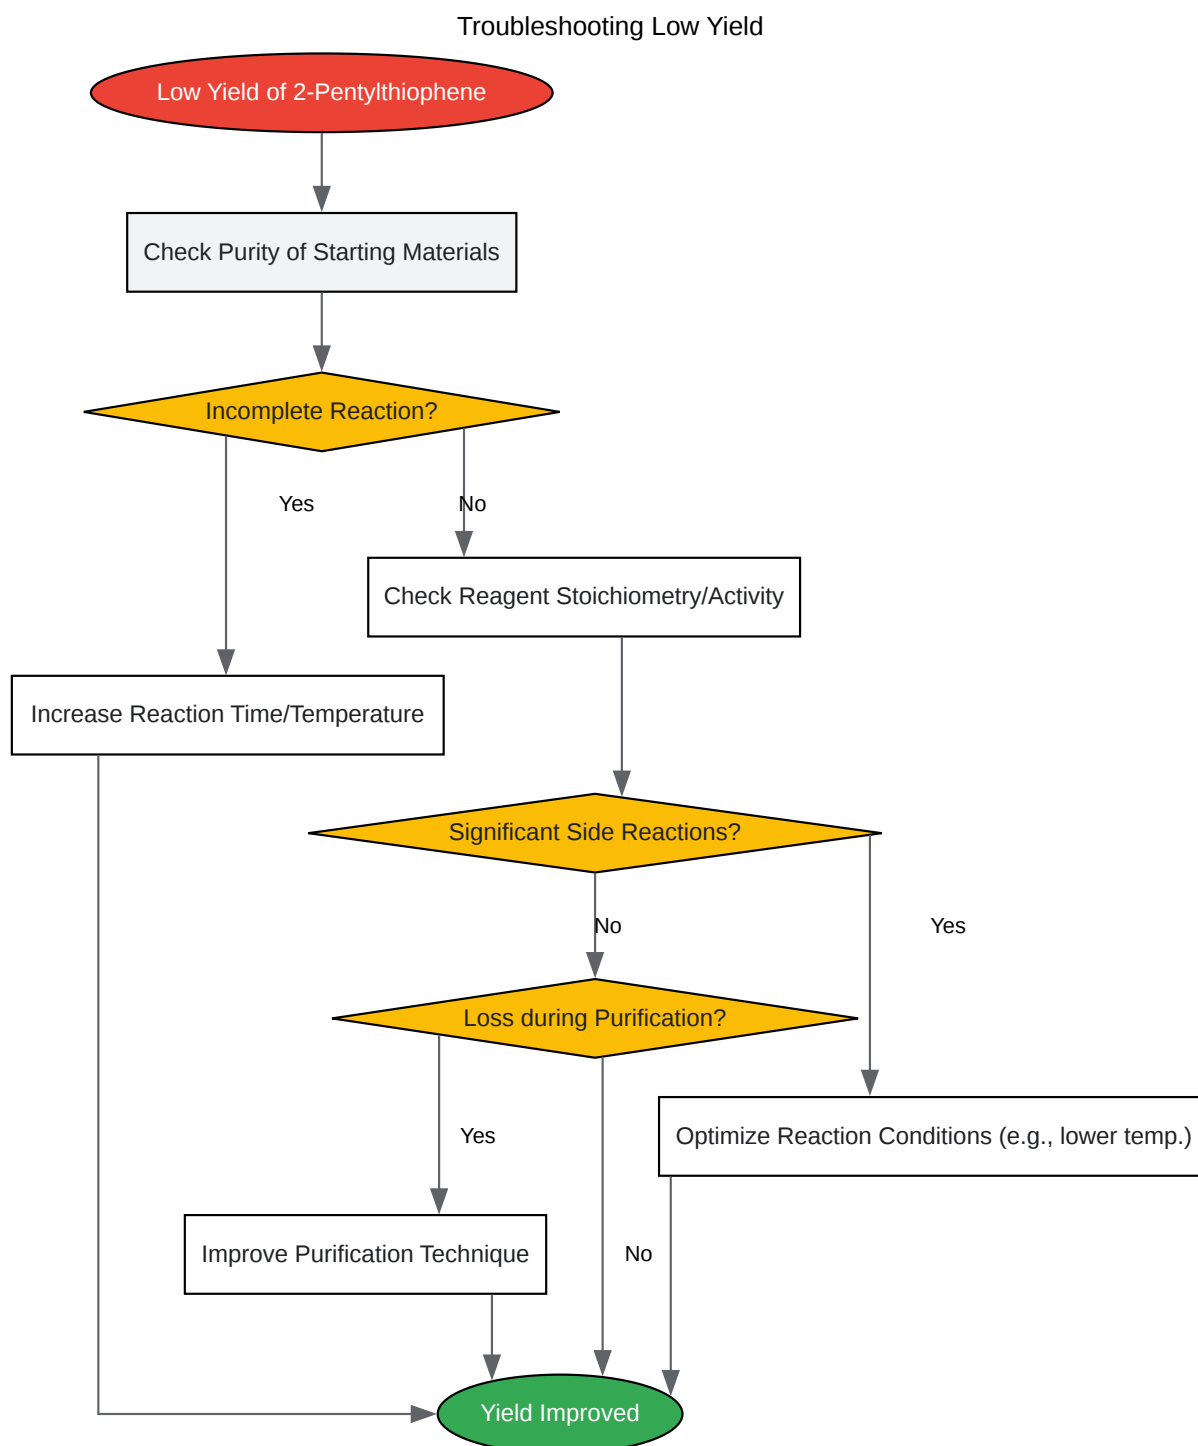 Troubleshooting Low Yield
Low Yield of 2-Pentylthiophene
Check Purity of Starting Materials
Incomplete Reaction?
Yes
No
Check Reagent Stoichiometry/Activity
Increase Reaction Time/Temperature
Significant Side Reactions?
No
Yes
Loss during Purification?
Yes
Optimize Reaction Conditions (e.g., lower temp.)
Improve Purification Technique
No
Yield Improved